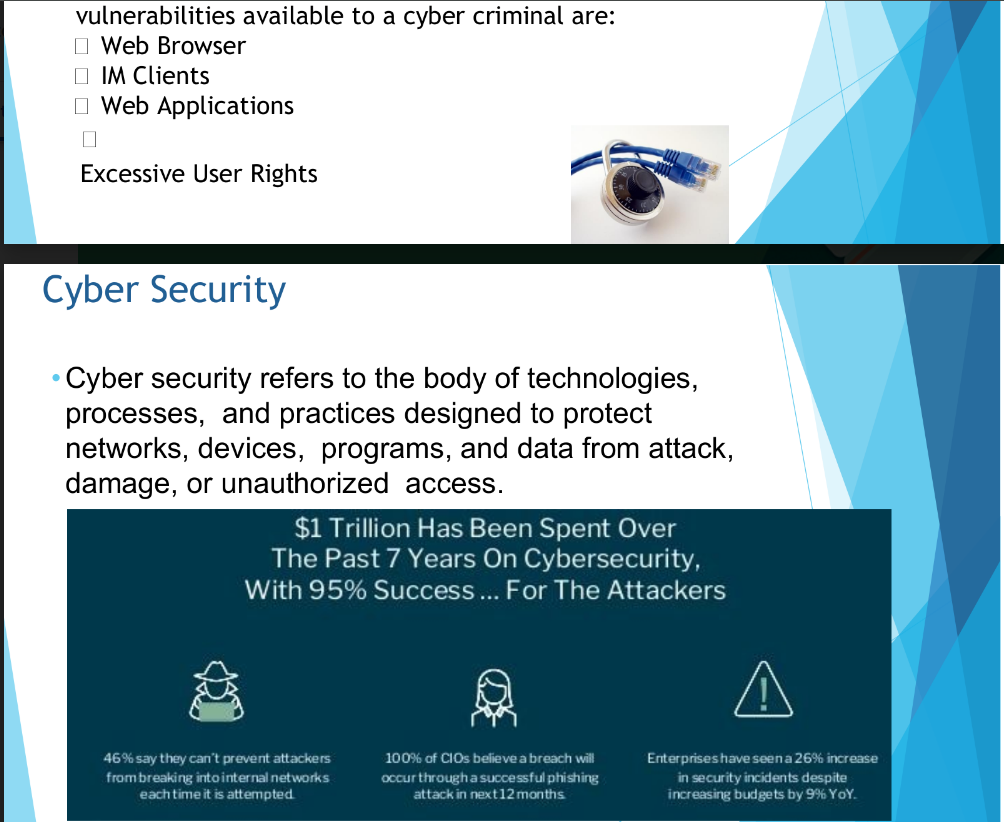 vulnerabilities available to a cyber criminal are:
Web Browser
IM Clients
Web Applications
Excessive User Rights
Cyber Security
• Cyber security refers to the body of technologies,
processes, and practices designed to protect
networks, devices, programs, and data from attack,
damage, or unauthorized access.
$1 Trillion Has Been Spent Over
The Past 7 Years On Cybersecurity,
With 95% Success ... For The Attackers
46% say they can't prevent attackers
from breaking into internal networks
each time it is attempted.
100% of CIOs believe a breach will
occur through a successful phishing
attack in next 12 months.
Enterprises have seen a 26% increase
in security incidents despite
increasing budgets by 9% YoY.